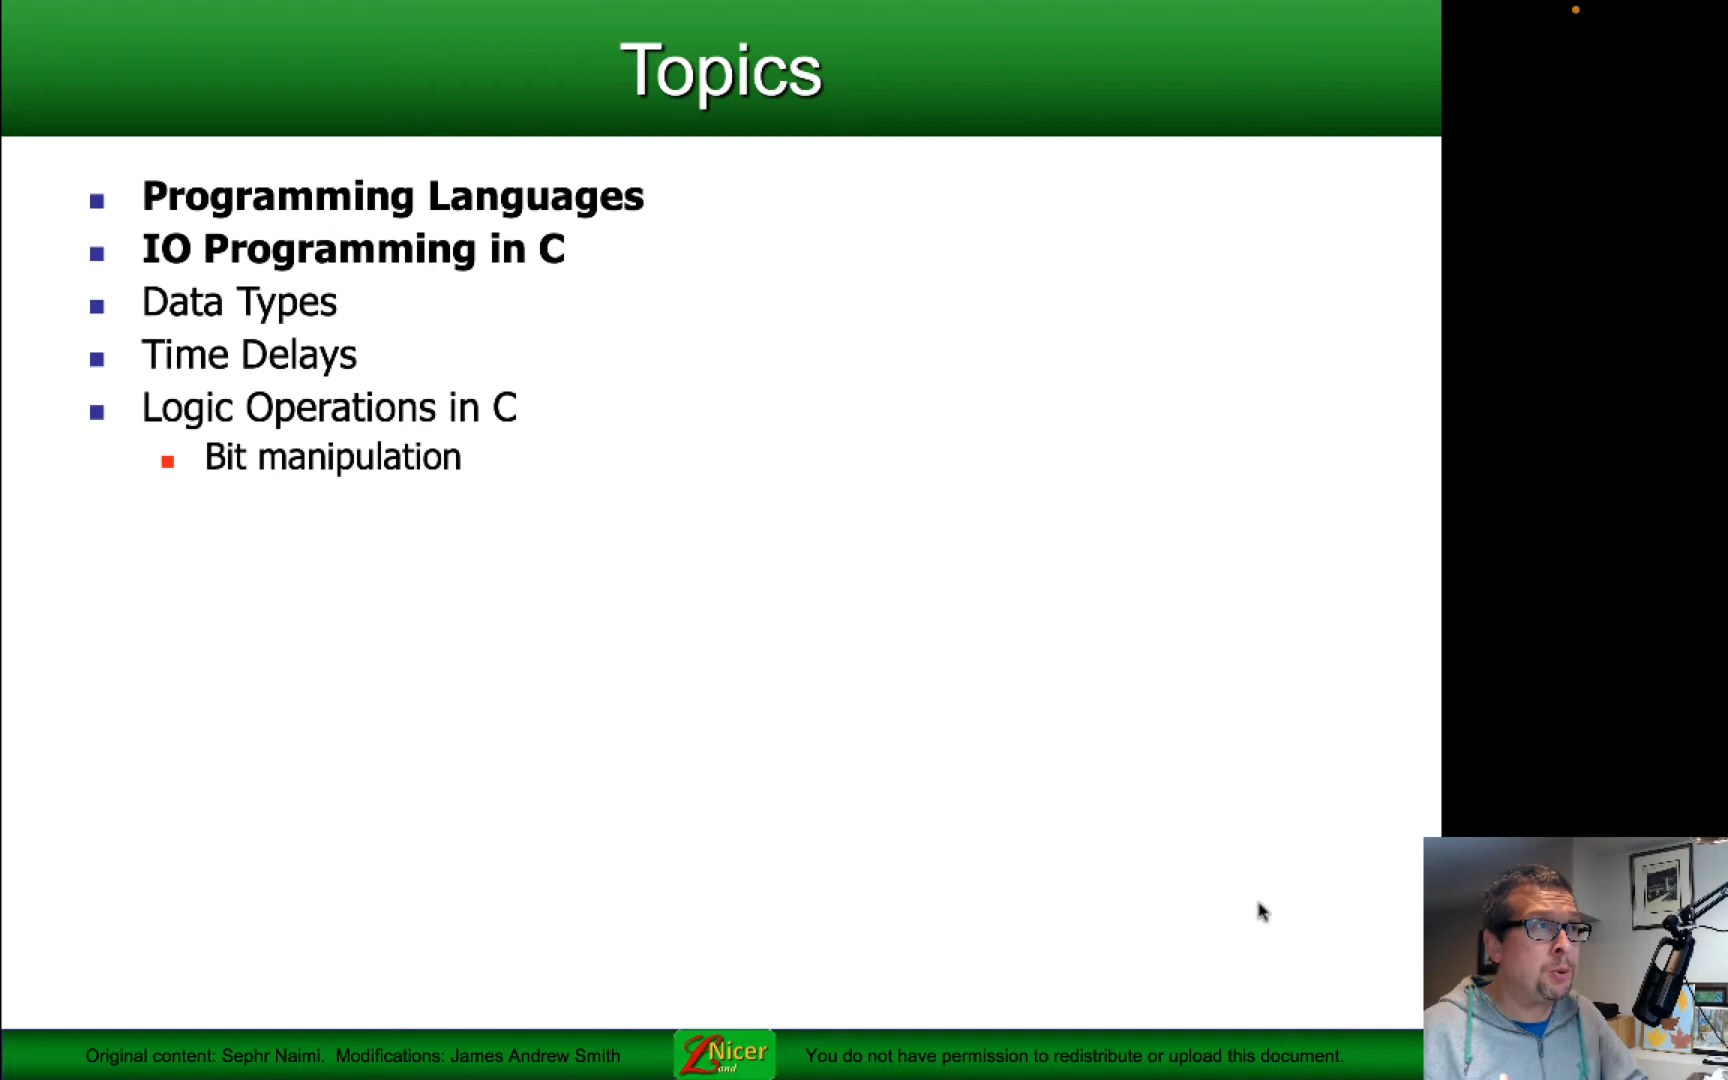 Topics
Programming Languages
IO Programming in C
Data Types
Time Delays
Logic Operations in C
Bit manipulation
Original content: Sephr Naimi. Modifications: James Andrew Smith
Nicer
Land
You do not have permission to redistribute or upload this document.